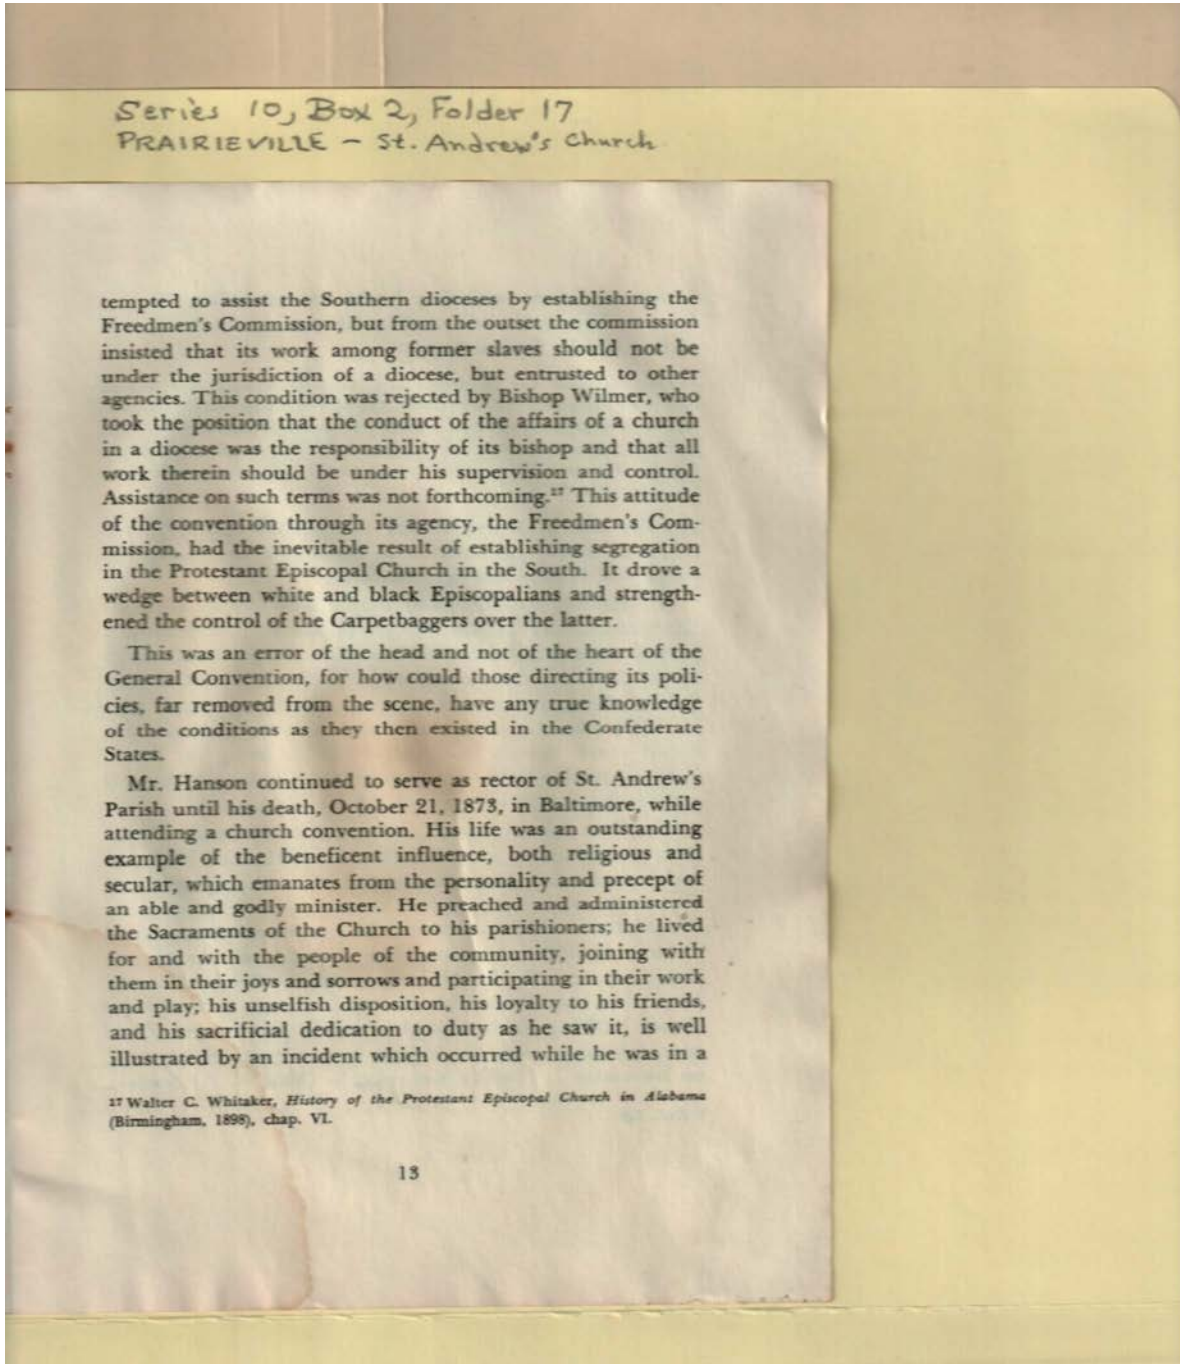 Series 10, Box 2, Folder 17
PRAIRIEVILLE - St. Andrew's Church
tempted to assist the Southern dioceses by establishing the
Freedmen's Commission, but from the outset the commission
insisted that its work among former slaves should not be
under the jurisdiction of a diocese, but entrusted to other
agencies. This condition was rejected by Bishop Wilmer, who
took the position that the conduct of the affairs of a church
in a diocese was the responsibility of its bishop and that all
work therein should be under his supervision and control.
Assistance on such terms was not forthcoming.¹⁷ This attitude
of the convention through its agency, the Freedmen's Com-
mission, had the inevitable result of establishing segregation
in the Protestant Episcopal Church in the South. It drove a
wedge between white and black Episcopalians and strength-
ened the control of the Carpetbaggers over the latter.
This was an error of the head and not of the heart of the
General Convention, for how could those directing its poli-
cies, far removed from the scene, have any true knowledge
of the conditions as they then existed in the Confederate
States.
Mr. Hanson continued to serve as rector of St. Andrew's
Parish until his death, October 21, 1873, in Baltimore, while
attending a church convention. His life was an outstanding
example of the beneficent influence, both religious and
secular, which emanates from the personality and precept of
an able and godly minister. He preached and administered
the Sacraments of the Church to his parishioners; he lived
for and with the people of the community, joining with
them in their joys and sorrows and participating in their work
and play; his unselfish disposition, his loyalty to his friends,
and his sacrificial dedication to duty as he saw it, is well
illustrated by an incident which occurred while he was in a
¹⁷ Walter C. Whitaker, History of the Protestant Episcopal Church in Alabama
(Birmingham, 1898), chap. VI.
13